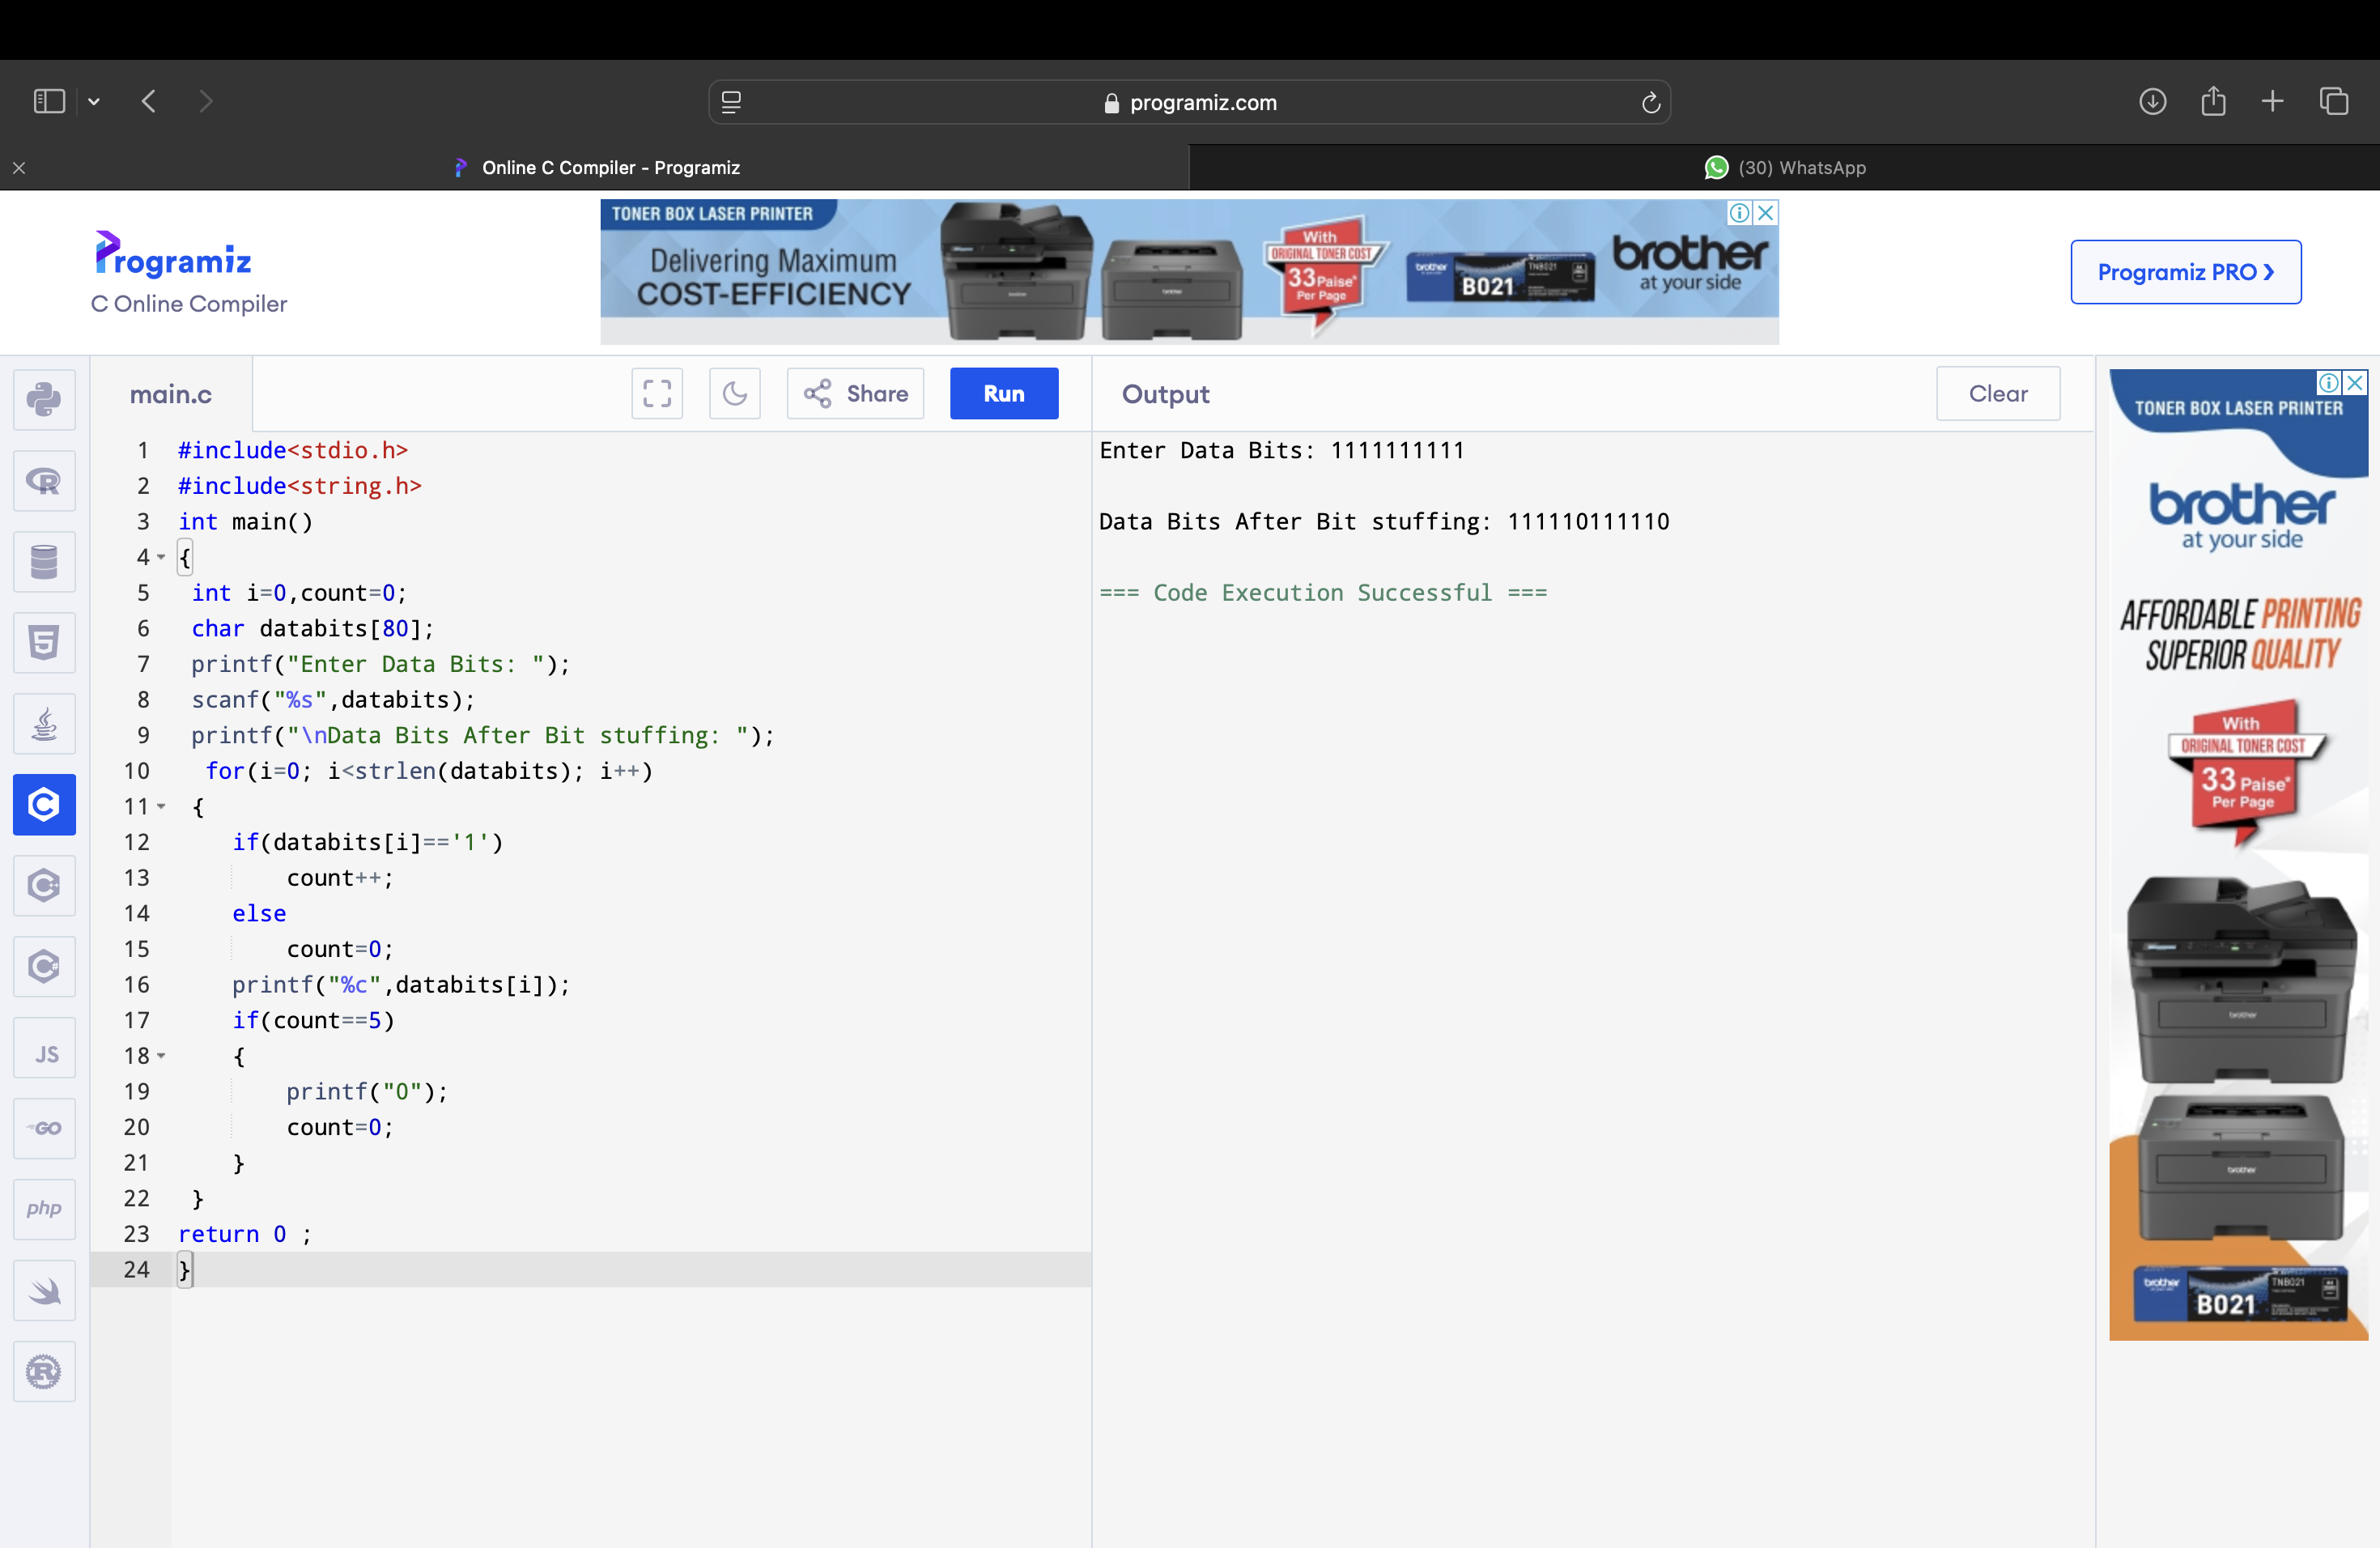 programiz.com
Online C Compiler - Programiz
(30) WhatsApp
Programiz
C Online Compiler
TONER BOX LASER PRINTER
Delivering Maximum
COST-EFFICIENCY
With
ORIGINAL TONER COST
33 Paise*
Per Page
brother
TNB021
B021
brother
at your side
Programiz PRO ❯
main.c
Share
Run
Output
Clear
1 #include<stdio.h>
2 #include<string.h>
3 int main()
4 {
5 int i=0,count=0;
6 char databits[80];
7 printf("Enter Data Bits: ");
8 scanf("%s",databits);
9 printf("\nData Bits After Bit stuffing: ");
10 for(i=0; i<strlen(databits); i++)
11 {
12 if(databits[i]=='1')
13 count++;
14 else
15 count=0;
16 printf("%c",databits[i]);
17 if(count==5)
18 {
19 printf("0");
20 count=0;
21 }
22 }
23 return 0 ;
24 }
Enter Data Bits: 1111111111
Data Bits After Bit stuffing: 111110111110
=== Code Execution Successful ===
R
5
C
C
C#
JS
GO
php
R
TONER BOX LASER PRINTER
brother
at your side
AFFORDABLE PRINTING
SUPERIOR QUALITY
With
ORIGINAL TONER COST
33 Paise*
Per Page
brother
brother
brother
TNB021
B021